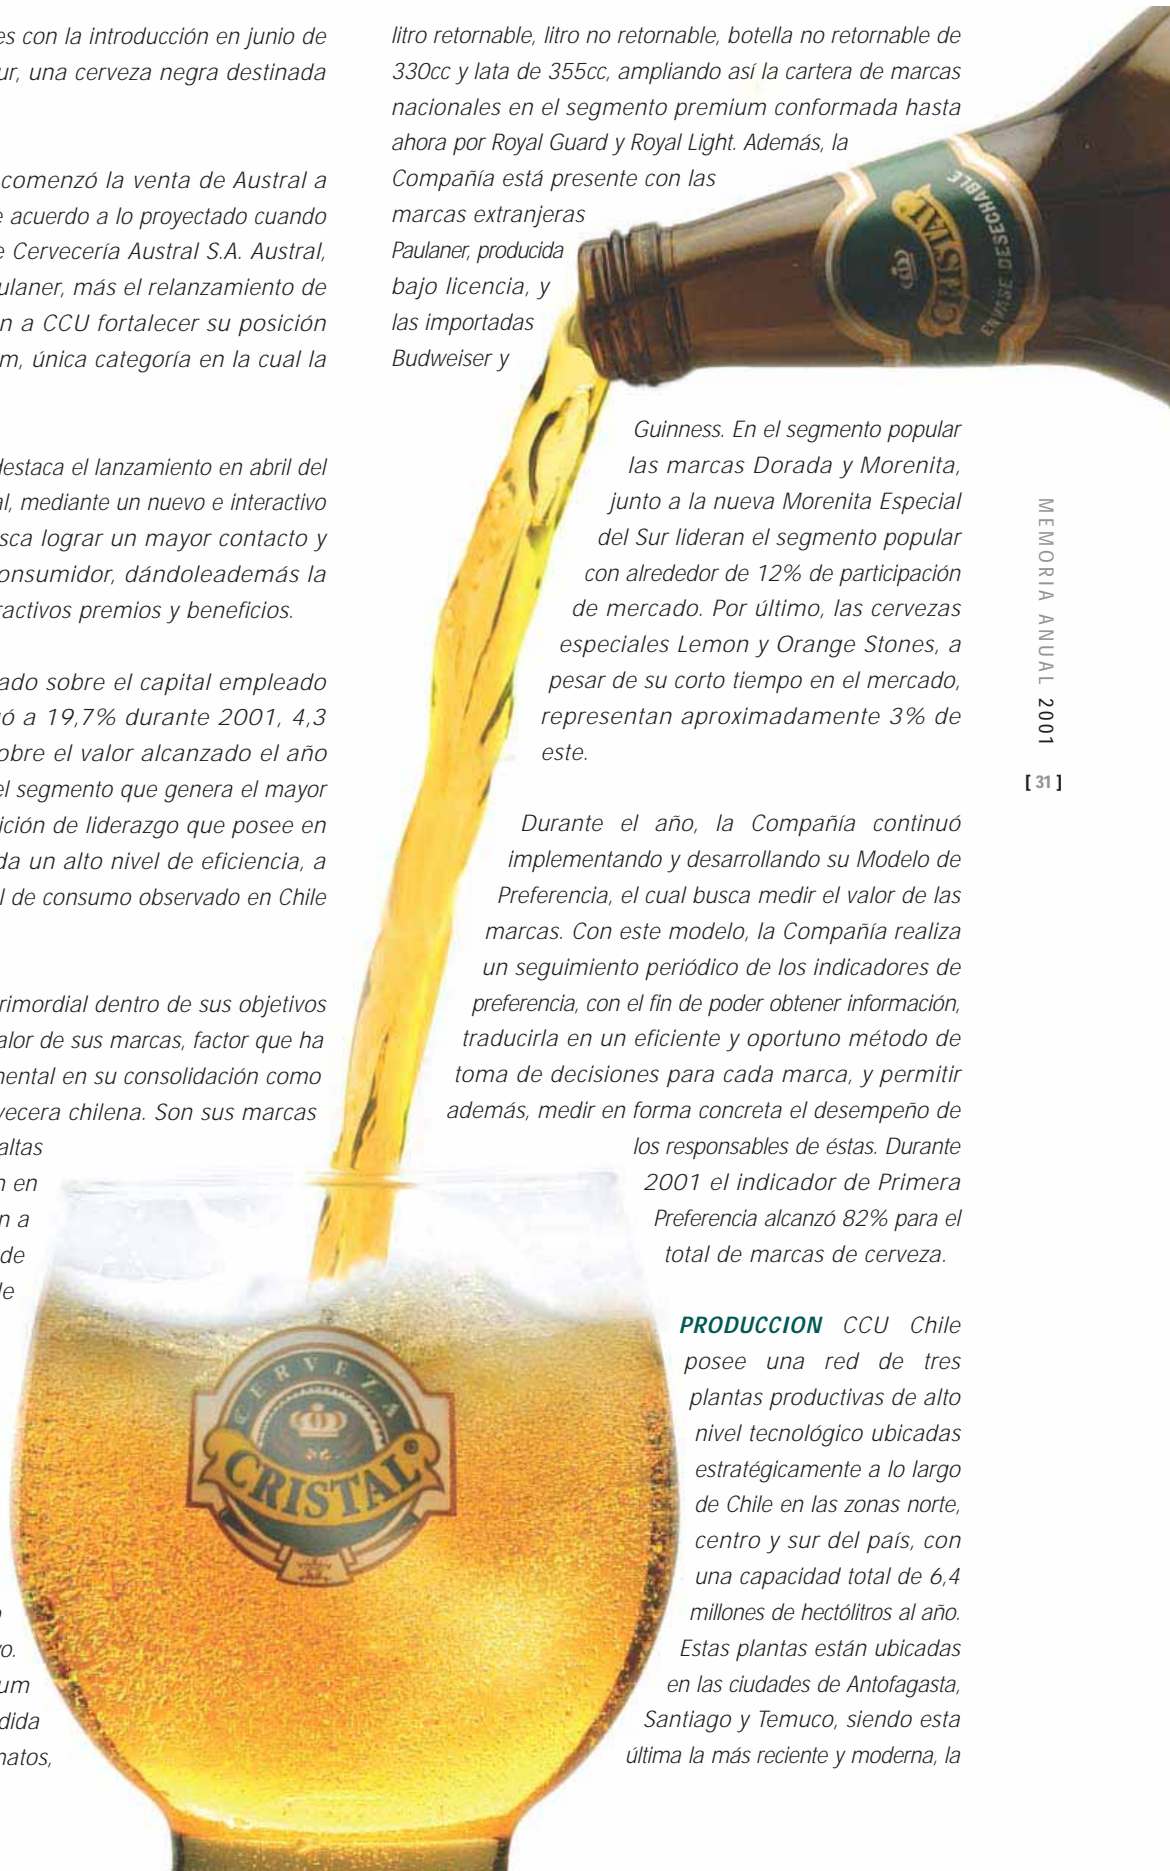 es con la introducción en junio de
ur, una cerveza negra destinada
comenzó la venta de Austral a
e acuerdo a lo proyectado cuando
e Cervecería Austral S.A. Austral,
ulaner, más el relanzamiento de
n a CCU fortalecer su posición
m, única categoría en la cual la
destaca el lanzamiento en abril del
al, mediante un nuevo e interactivo
sca lograr un mayor contacto y
onsumidor, dándoleademás la
ractivos premios y beneficios.
ado sobre el capital empleado
ó a 19,7% durante 2001, 4,3
obre el valor alcanzado el año
el segmento que genera el mayor
ición de liderazgo que posee en
da un alto nivel de eficiencia, a
l de consumo observado en Chile
rimordial dentro de sus objetivos
alor de sus marcas, factor que ha
mental en su consolidación como
vecera chilena. Son sus marcas
altas
n en
n a
de
le
o.
um
dida
natos,
litro retornable, litro no retornable, botella no retornable de
330cc y lata de 355cc, ampliando así la cartera de marcas
nacionales en el segmento premium conformada hasta
ahora por Royal Guard y Royal Light. Además, la
Compañía está presente con las
marcas extranjeras
Paulaner, producida
bajo licencia, y
las importadas
Budweiser y
Guinness. En el segmento popular
las marcas Dorada y Morenita,
junto a la nueva Morenita Especial
del Sur lideran el segmento popular
con alrededor de 12% de participación
de mercado. Por último, las cervezas
especiales Lemon y Orange Stones, a
pesar de su corto tiempo en el mercado,
representan aproximadamente 3% de
este.
Durante el año, la Compañía continuó
implementando y desarrollando su Modelo de
Preferencia, el cual busca medir el valor de las
marcas. Con este modelo, la Compañía realiza
un seguimiento periódico de los indicadores de
preferencia, con el fin de poder obtener información,
traducirla en un eficiente y oportuno método de
toma de decisiones para cada marca, y permitir
además, medir en forma concreta el desempeño de
los responsables de éstas. Durante
2001 el indicador de Primera
Preferencia alcanzó 82% para el
total de marcas de cerveza.
PRODUCCION CCU Chile
posee una red de tres
plantas productivas de alto
nivel tecnológico ubicadas
estratégicamente a lo largo
de Chile en las zonas norte,
centro y sur del país, con
una capacidad total de 6,4
millones de hectólitros al año.
Estas plantas están ubicadas
en las ciudades de Antofagasta,
Santiago y Temuco, siendo esta
última la más reciente y moderna, la
CRISTAL
ENVASE DESECHABLE
CERVEZA
CRISTAL®
MEMORIA ANUAL 2001
[ 31 ]